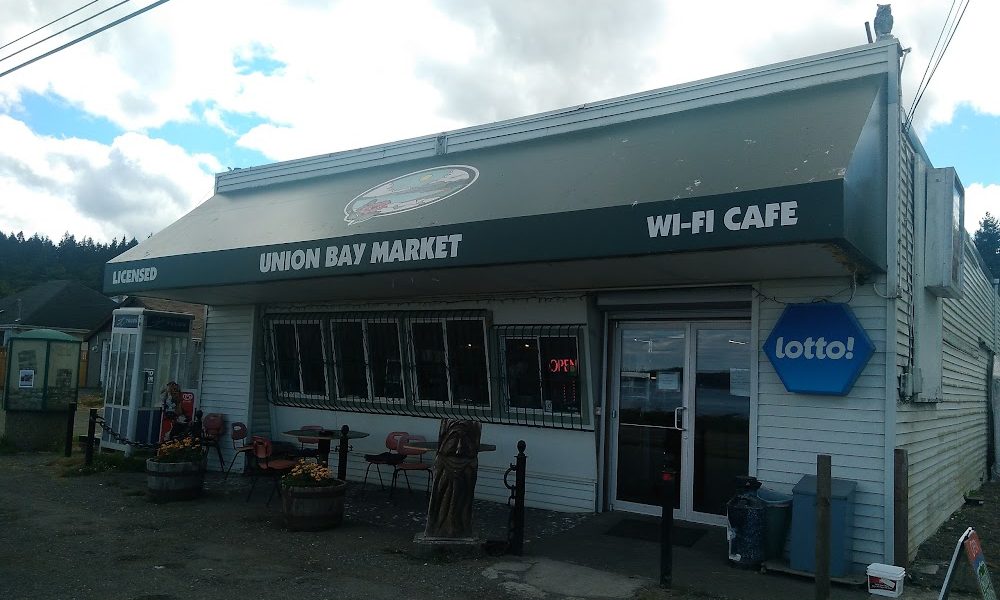 LICENSED
UNION BAY MARKET
WI-FI CAFE
lotto!
OPEN